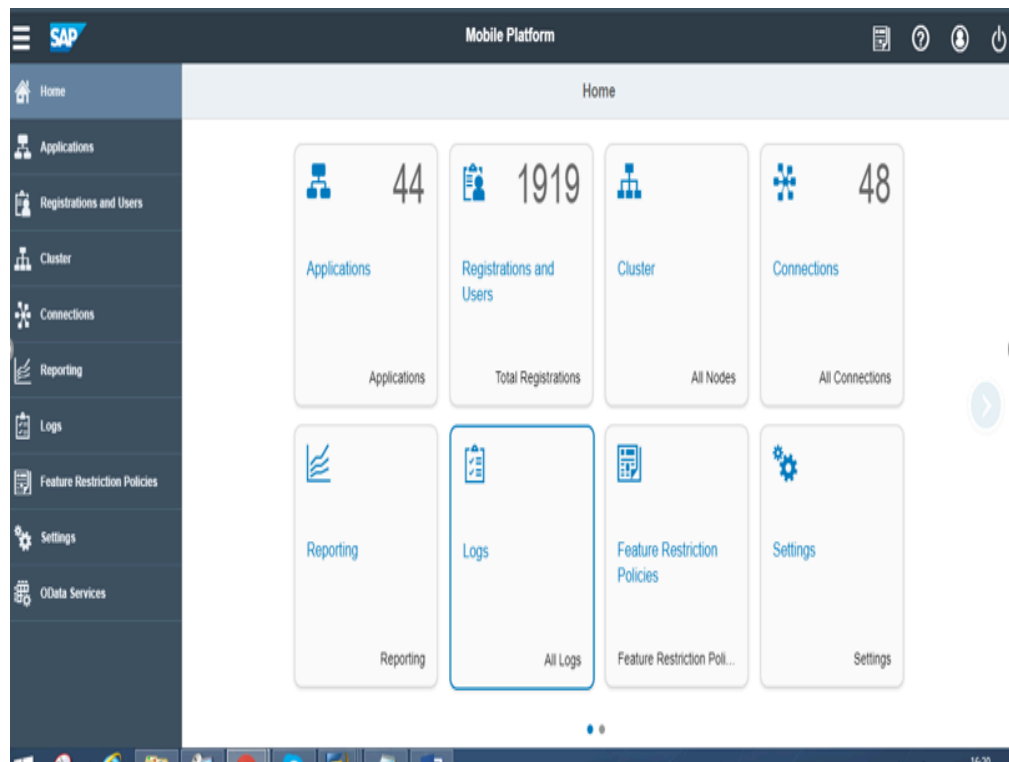 SAP
Mobile Platform
Home
Home
Applications
Registrations and Users
Cluster
Connections
Reporting
Logs
Feature Restriction Policies
Settings
OData Services
44
Applications
Applications
1919
Registrations and
Users
Total Registrations
Cluster
All Nodes
48
Connections
All Connections
Reporting
Reporting
Logs
All Logs
Feature Restriction
Policies
Feature Restriction Poli...
Settings
Settings